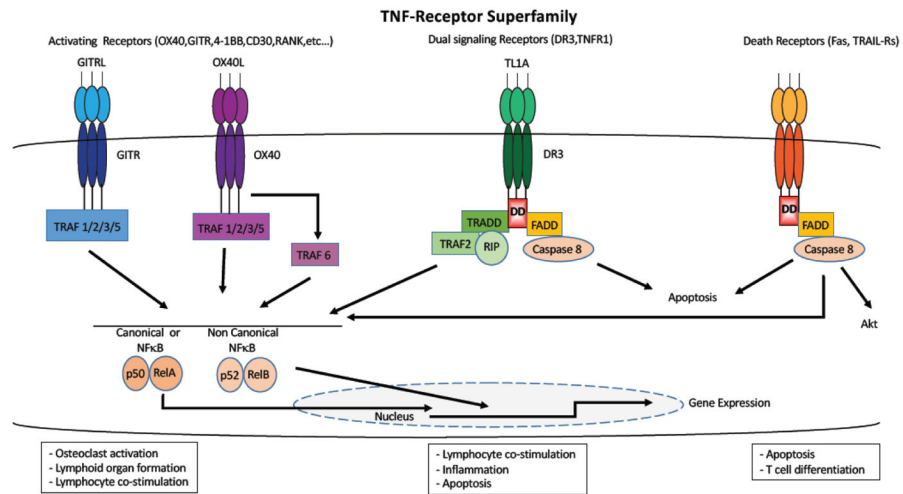 TNF-Receptor Superfamily
Activating Receptors (OX40,GITR,4-1BB,CD30,RANK,etc...)
Dual signaling Receptors (DR3,TNFR1)
Death Receptors (Fas, TRAIL-Rs)
GITRL
OX40L
TL1A
GITR
OX40
DR3
DD
DD
TRAF 1/2/3/5
TRAF 1/2/3/5
TRADD
FADD
FADD
TRAF2
RIP
Caspase 8
Caspase 8
TRAF 6
Apoptosis
Akt
Canonical or
NFκB
Non Canonical
NFκB
p50
RelA
p52
RelB
Nucleus
Gene Expression
- Osteoclast activation
- Lymphoid organ formation
- Lymphocyte co-stimulation
- Lymphocyte co-stimulation
- Inflammation
- Apoptosis
- Apoptosis
- T cell differentiation